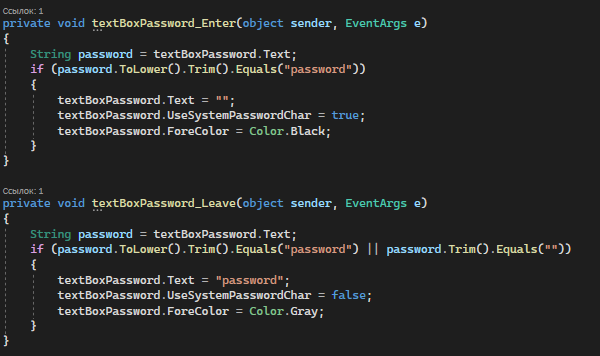 Ссылок: 1
private void textBoxPassword_Enter(object sender, EventArgs e)
{
    String password = textBoxPassword.Text;
    if (password.ToLower().Trim().Equals("password"))
    {
        textBoxPassword.Text = "";
        textBoxPassword.UseSystemPasswordChar = true;
        textBoxPassword.ForeColor = Color.Black;
    }
}
Ссылок: 1
private void textBoxPassword_Leave(object sender, EventArgs e)
{
    String password = textBoxPassword.Text;
    if (password.ToLower().Trim().Equals("password") || password.Trim().Equals(""))
    {
        textBoxPassword.Text = "password";
        textBoxPassword.UseSystemPasswordChar = false;
        textBoxPassword.ForeColor = Color.Gray;
    }
}